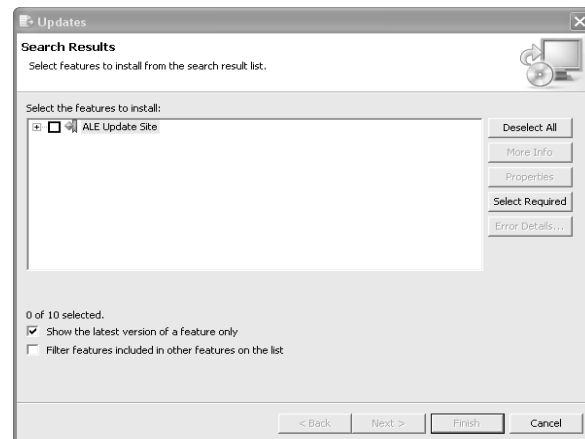 Updates
Search Results
Select features to install from the search result list.
Select the features to install:
ALE Update Site
Deselect All
More Info
Properties
Select Required
Error Details...
0 of 10 selected.
Show the latest version of a feature only
Filter features included in other features on the list
< Back Next > Finish Cancel